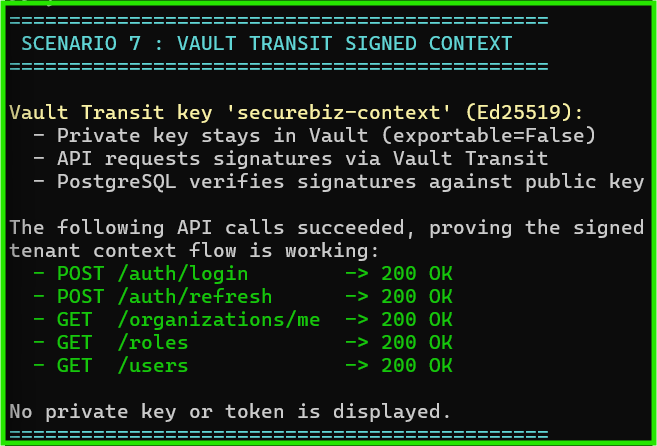 ==============================================
SCENARIO 7 : VAULT TRANSIT SIGNED CONTEXT
==============================================
Vault Transit key 'securebiz-context' (Ed25519):
- Private key stays in Vault (exportable=False)
- API requests signatures via Vault Transit
- PostgreSQL verifies signatures against public key
The following API calls succeeded, proving the signed
tenant context flow is working:
- POST /auth/login        -> 200 OK
- POST /auth/refresh      -> 200 OK
- GET  /organizations/me  -> 200 OK
- GET  /roles             -> 200 OK
- GET  /users             -> 200 OK
No private key or token is displayed.
==============================================